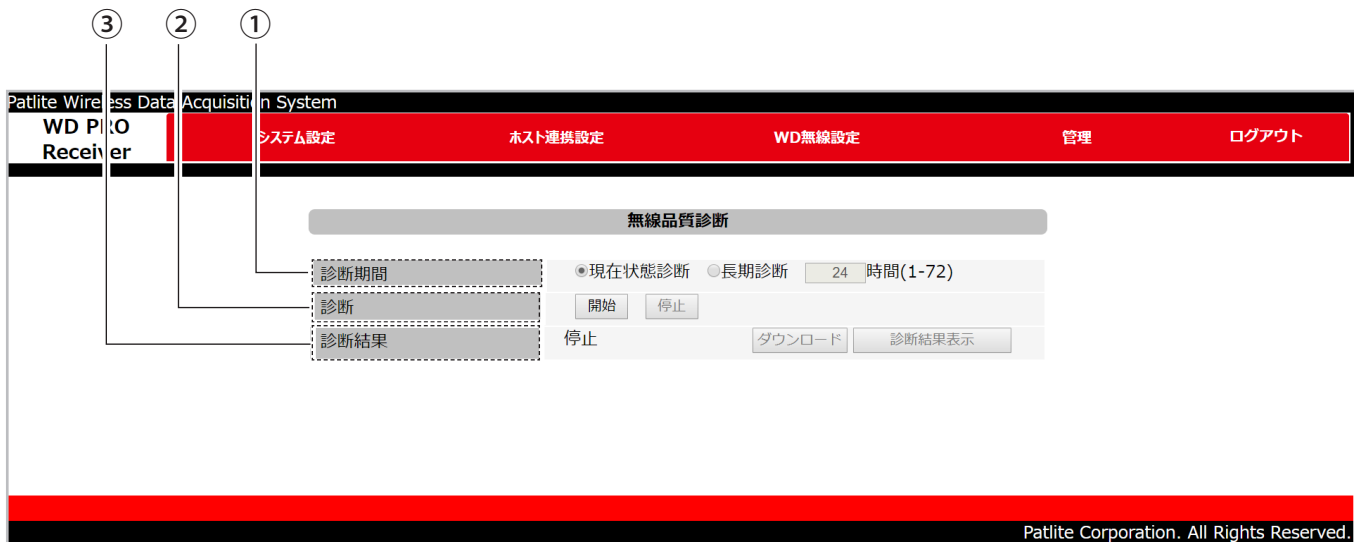 ③ ② ①
Patlite Wireless Data Acquisition System
WD PRO
Receiver
システム設定 ホスト連携設定 WD無線設定 管理 ログアウト
無線品質診断
診断期間 現在状態診断 長期診断 24 時間(1-72)
診断 開始 停止
診断結果 停止 ダウンロード 診断結果表示
Patlite Corporation. All Rights Reserved.